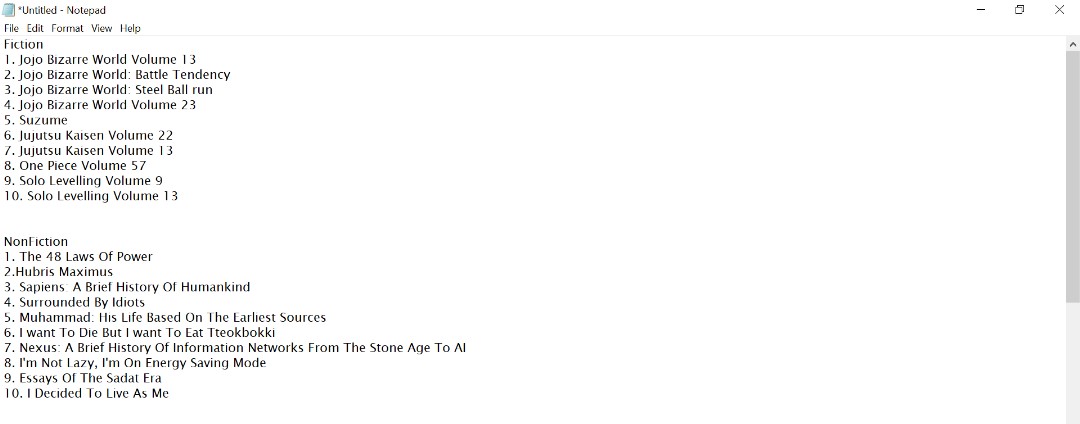 *Untitled - Notepad
File Edit Format View Help
Fiction
1. Jojo Bizarre World Volume 13
2. Jojo Bizarre World: Battle Tendency
3. Jojo Bizarre World: Steel Ball run
4. Jojo Bizarre World Volume 23
5. Suzume
6. Jujutsu Kaisen Volume 22
7. Jujutsu Kaisen Volume 13
8. One Piece Volume 57
9. Solo Levelling Volume 9
10. Solo Levelling Volume 13
NonFiction
1. The 48 Laws Of Power
2.Hubris Maximus
3. Sapiens: A Brief History Of Humankind
4. Surrounded By Idiots
5. Muhammad: His Life Based On The Earliest Sources
6. I want To Die But I want To Eat Tteokbokki
7. Nexus: A Brief History Of Information Networks From The Stone Age To AI
8. I'm Not Lazy, I'm On Energy Saving Mode
9. Essays Of The Sadat Era
10. I Decided To Live As Me